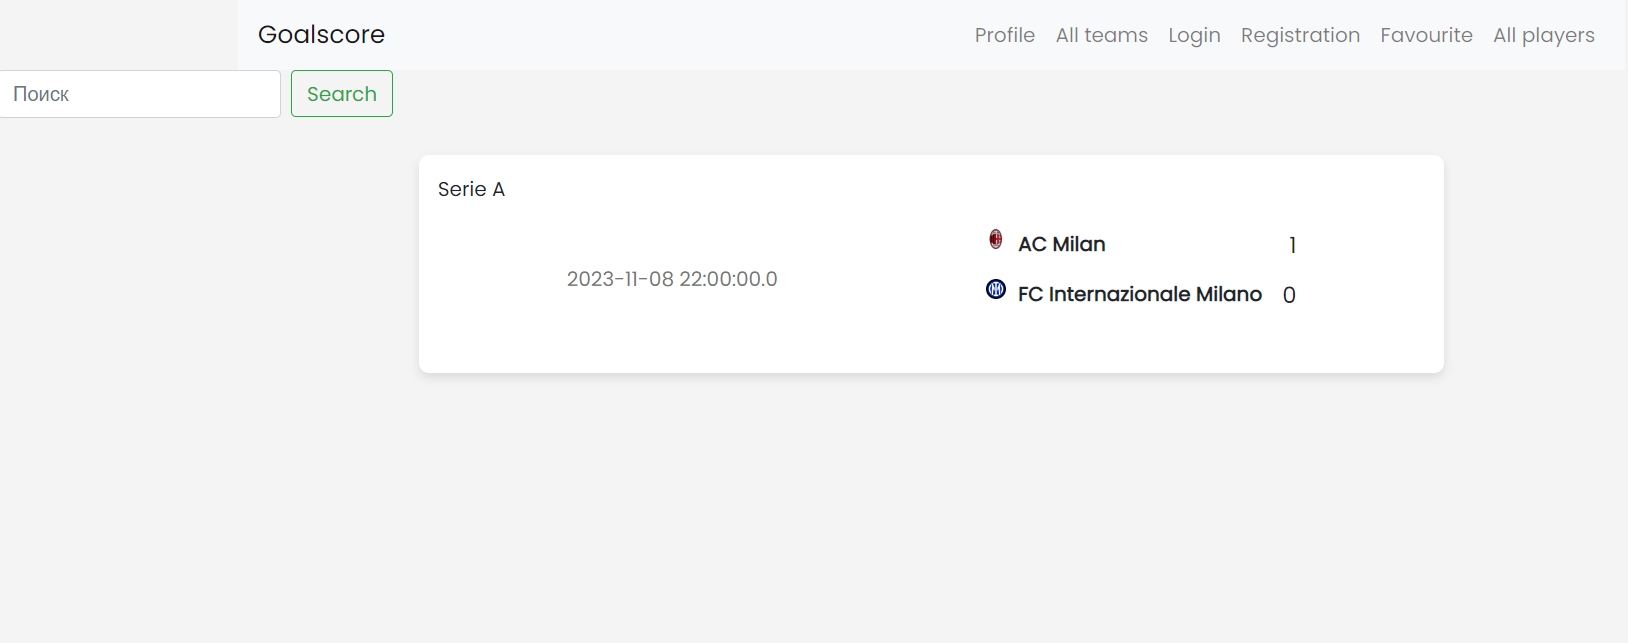 Goalscore Profile All teams Login Registration Favourite All players
Поиск Search
Serie A
AC Milan 1
2023-11-08 22:00:00.0
FC Internazionale Milano 0